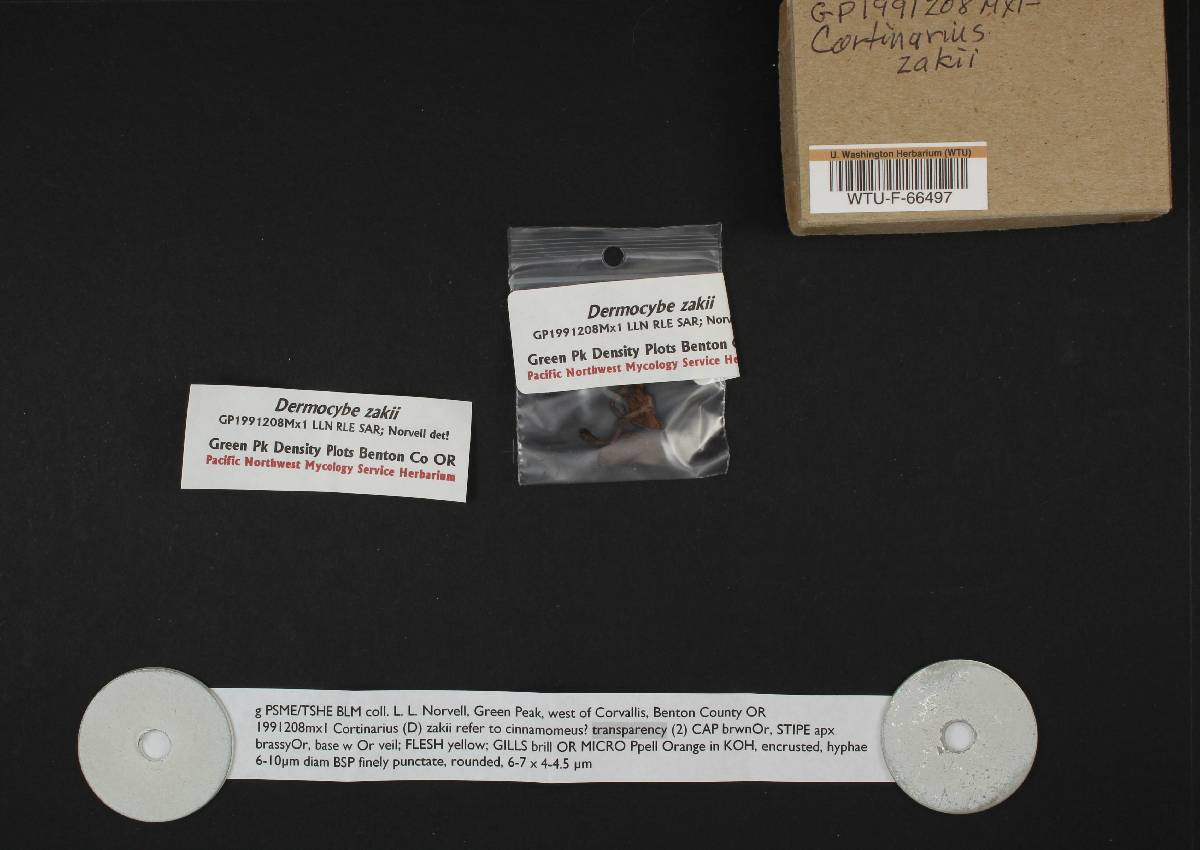 GP1991208Mx1-
Cortinarius
zakii
U. Washington Herbarium (WTU)
WTU-F-66497
Dermocybe zakii
GP1991208Mx1 LLN RLE SAR; Norv
Green Pk Density Plots Benton
Pacific Northwest Mycology Service He
Dermocybe zakii
GP1991208Mx1 LLN RLE SAR; Norvell det!
Green Pk Density Plots Benton Co OR
Pacific Northwest Mycology Service Herbarium
g PSME/TSHE BLM coll. L. L. Norvell, Green Peak, west of Corvallis, Benton County OR
1991208mx1 Cortinarius (D) zakii refer to cinnamomeus? transparency (2) CAP brwnOr, STIPE apx
brassyOr, base w Or veil; FLESH yellow; GILLS brill OR MICRO Ppell Orange in KOH, encrusted, hyphae
6-10µm diam BSP finely punctate, rounded, 6-7 x 4-4.5 µm